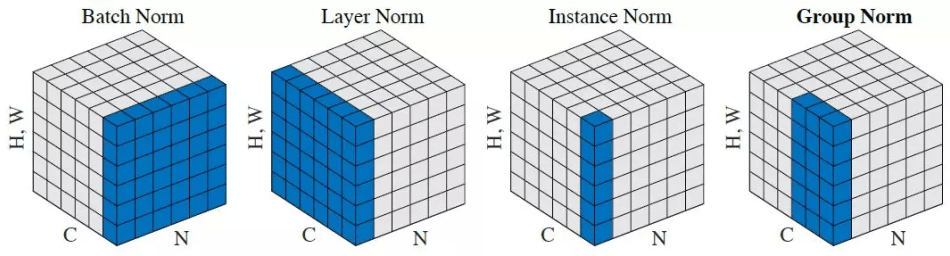 Batch Norm
Layer Norm
Instance Norm
Group Norm
H, W
C
N
H, W
C
N
H, W
C
N
H, W
C
N